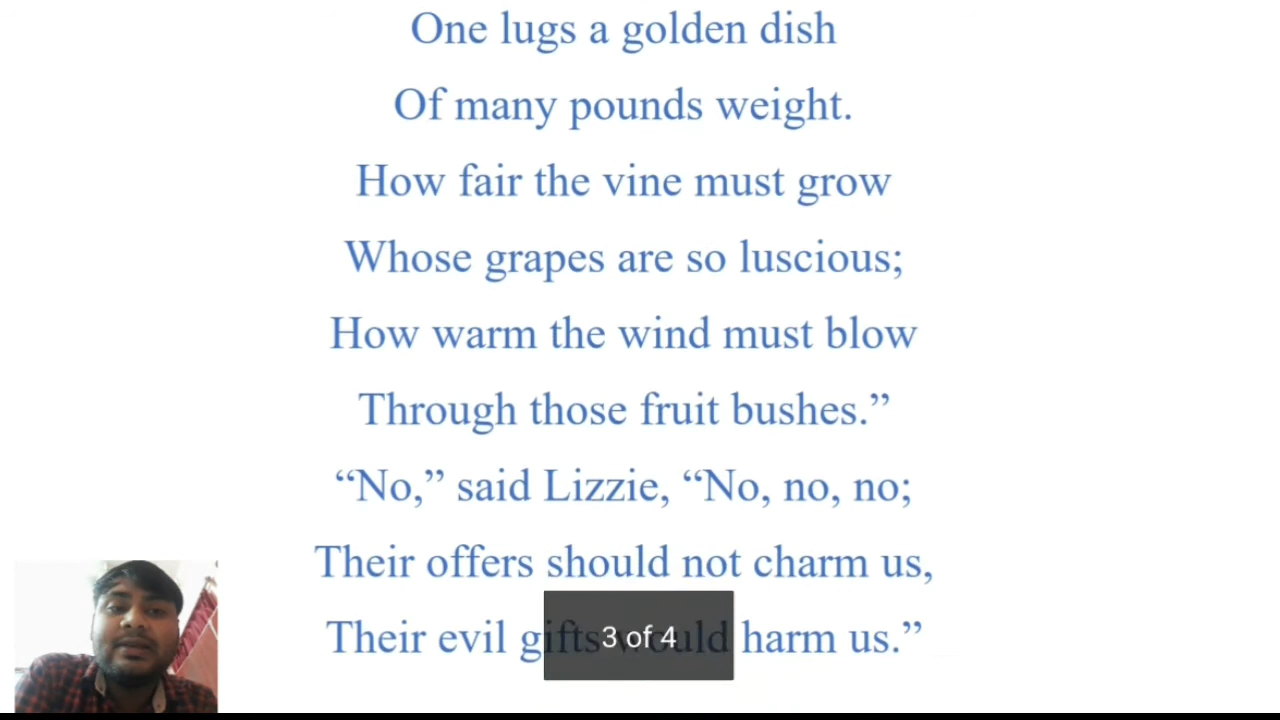 One lugs a golden dish
Of many pounds weight.
How fair the vine must grow
Whose grapes are so luscious;
How warm the wind must blow
Through those fruit bushes.”
“No,” said Lizzie, “No, no, no;
Their offers should not charm us,
Their evil gifts would harm us.”
3 of 4